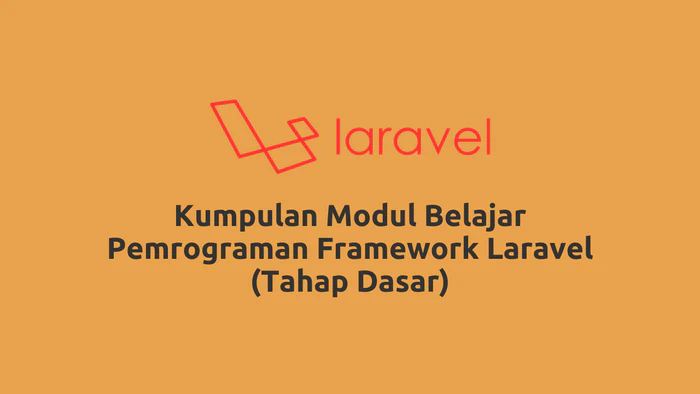 laravel
Kumpulan Modul Belajar
Pemrograman Framework Laravel
(Tahap Dasar)